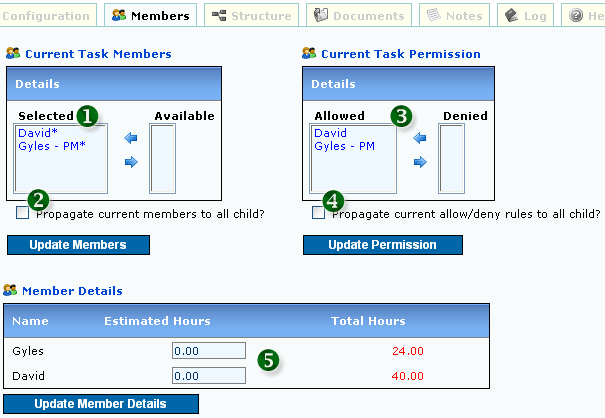 Configuration Members Structure Documents Notes Log He
Current Task Members Current Task Permission
Details Details
Selected 1 Available Allowed 3 Denied
David* David
Gyles - PM* Gyles - PM
2 4
Propagate current members to all child? Propagate current allow/deny rules to all child?
Update Members Update Permission
Member Details
Name Estimated Hours Total Hours
Gyles 0.00 24.00
5
David 0.00 40.00
Update Member Details